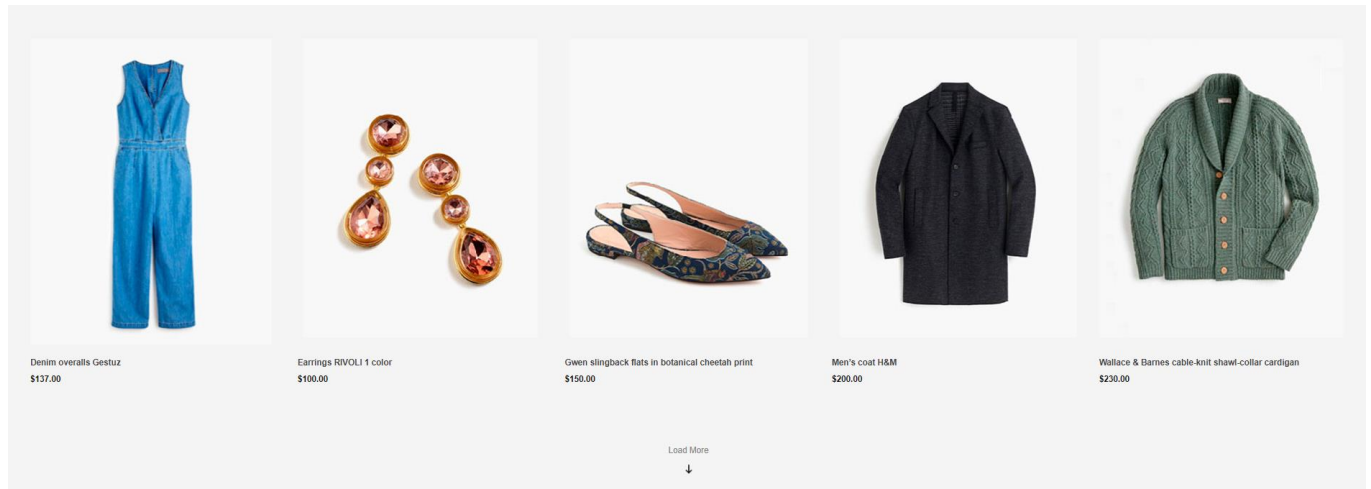 Denim overalls Gestuz
$137.00
Earrings RIVOLI 1 color
$100.00
Gwen slingback flats in botanical cheetah print
$150.00
Men's coat H&M
$200.00
Wallace & Barnes cable-knit shawl-collar cardigan
$230.00
Load More